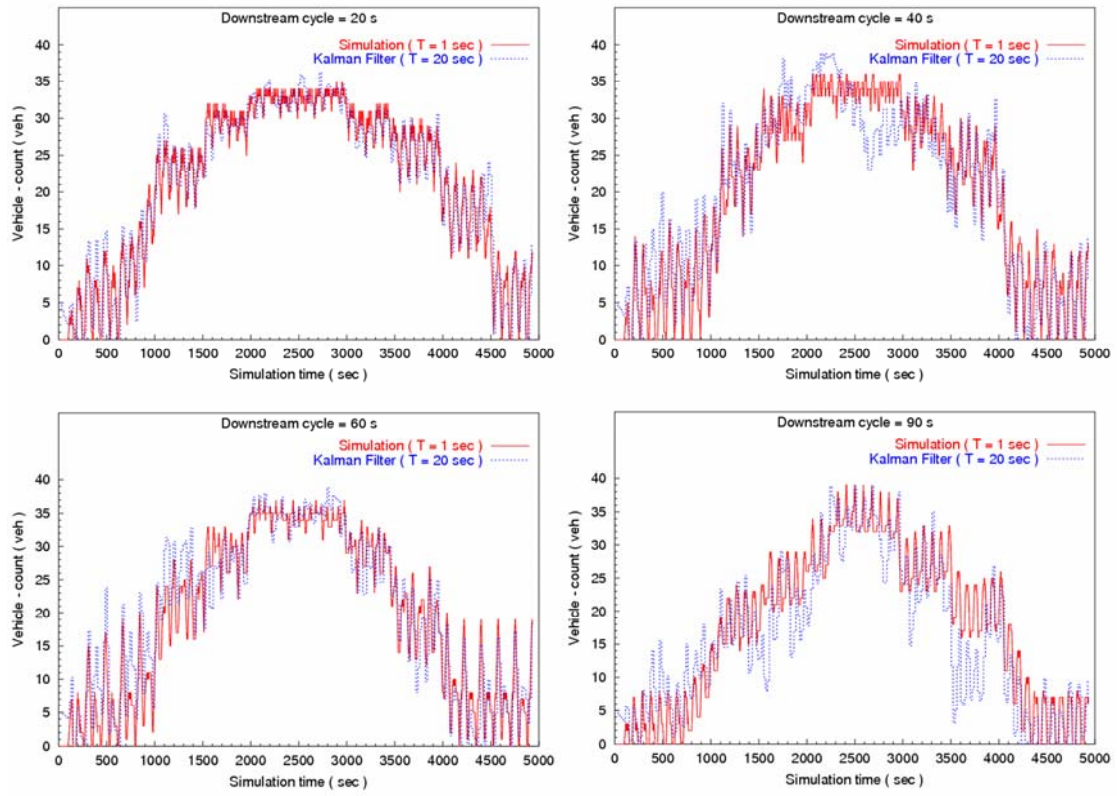 Downstream cycle = 20 s
Simulation ( T = 1 sec )
Kalman Filter ( T = 20 sec )
Vehicle - count ( veh )
40
35
30
25
20
15
10
5
0
0 500 1000 1500 2000 2500 3000 3500 4000 4500 5000
Simulation time ( sec )
Downstream cycle = 40 s
Simulation ( T = 1 sec )
Kalman Filter ( T = 20 sec )
Vehicle - count ( veh )
40
35
30
25
20
15
10
5
0
0 500 1000 1500 2000 2500 3000 3500 4000 4500 5000
Simulation time ( sec )
Downstream cycle = 60 s
Simulation ( T = 1 sec )
Kalman Filter ( T = 20 sec )
Vehicle - count ( veh )
40
35
30
25
20
15
10
5
0
0 500 1000 1500 2000 2500 3000 3500 4000 4500 5000
Simulation time ( sec )
Downstream cycle = 90 s
Simulation ( T = 1 sec )
Kalman Filter ( T = 20 sec )
Vehicle - count ( veh )
40
35
30
25
20
15
10
5
0
0 500 1000 1500 2000 2500 3000 3500 4000 4500 5000
Simulation time ( sec )